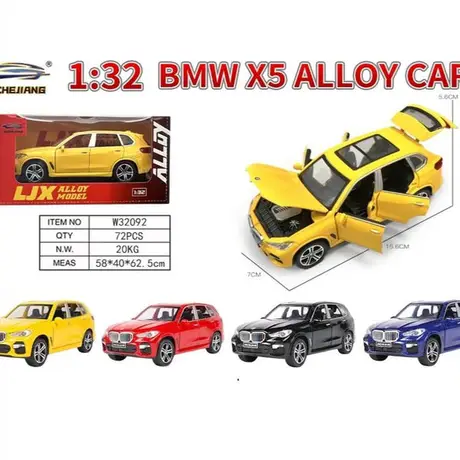 CHEJIANG
1:32 BMW X5 ALLOY CAR
5.6CM
ALLOY
LJX ALLOY MODEL
1:32
ITEM NO W32092
QTY 72PCS
N.W. 20KG
MEAS 58*40*62.5cm
16.6CM
7CM